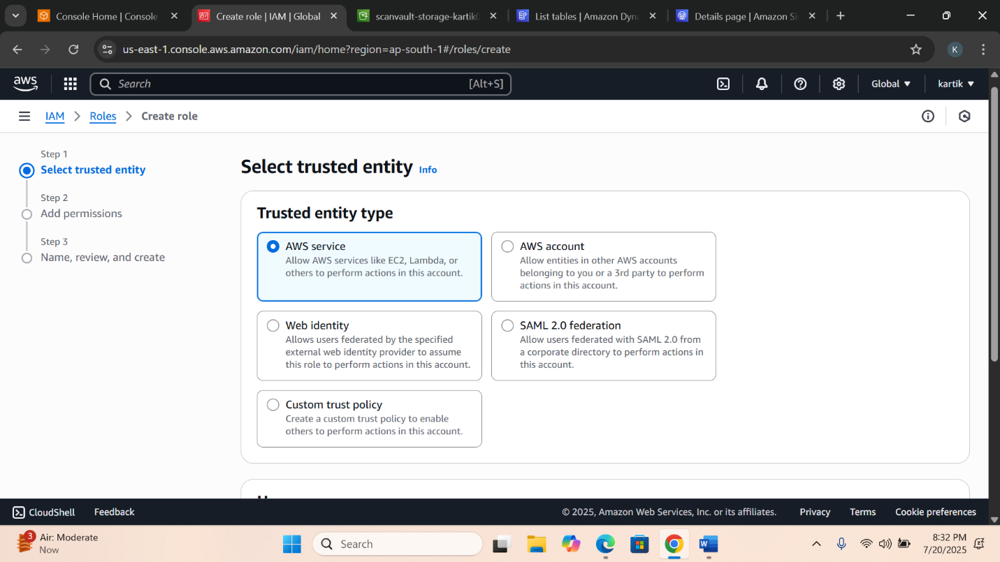 Console Home | Console
Create role | IAM | Global
scanvault-storage-kartik
List tables | Amazon Dyn
Details page | Amazon Si
us-east-1.console.aws.amazon.com/iam/home?region=ap-south-1#/roles/create
K
aws
Search
[Alt+S]
Global
kartik
IAM
Roles
Create role
Step 1
Select trusted entity
Step 2
Add permissions
Step 3
Name, review, and create
Select trusted entity Info
Trusted entity type
AWS service
Allow AWS services like EC2, Lambda, or
others to perform actions in this account.
AWS account
Allow entities in other AWS accounts
belonging to you or a 3rd party to perform
actions in this account.
Web identity
Allows users federated by the specified
external web identity provider to assume
this role to perform actions in this account.
SAML 2.0 federation
Allow users federated with SAML 2.0 from
a corporate directory to perform actions in
this account.
Custom trust policy
Create a custom trust policy to enable
others to perform actions in this account.
CloudShell
Feedback
© 2025, Amazon Web Services, Inc. or its affiliates.
Privacy
Terms
Cookie preferences
3
Air: Moderate
Now
Search
W
8:32 PM
7/20/2025